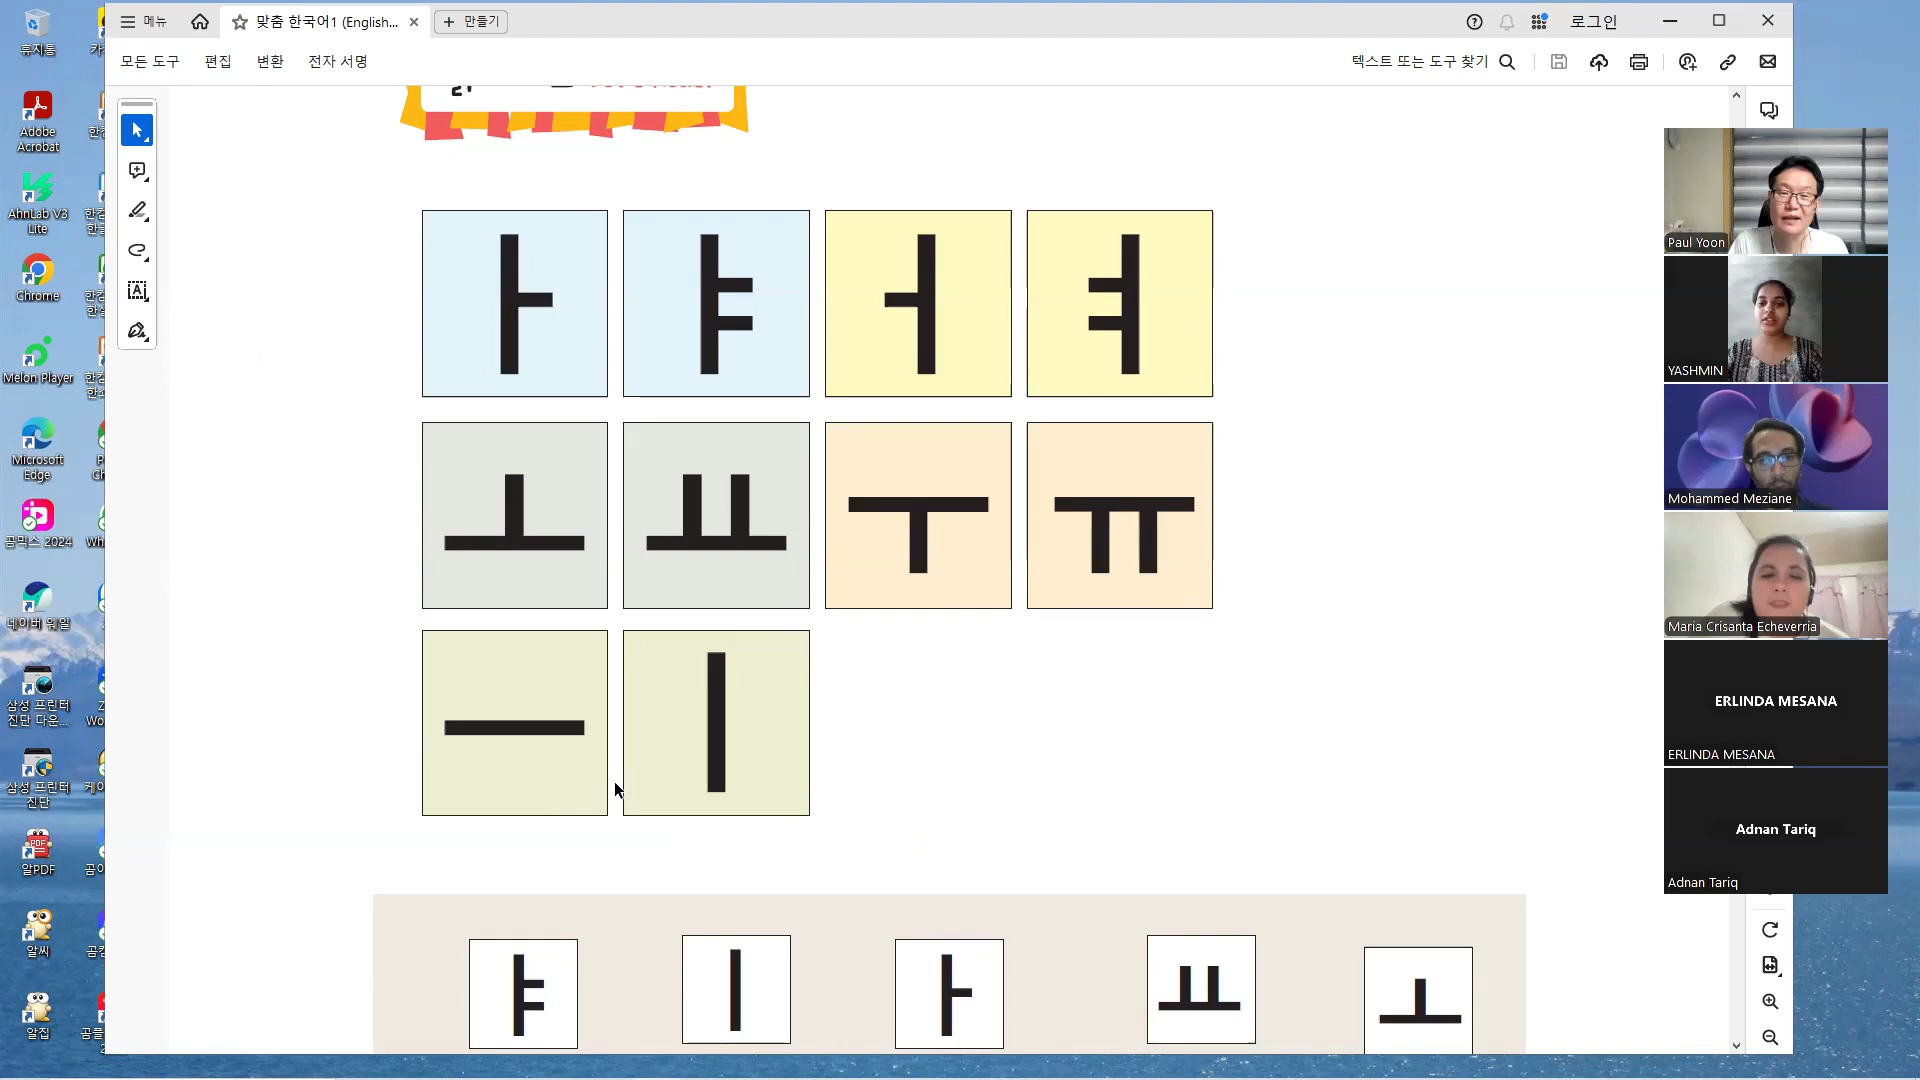 메뉴
맞춤 한국어1 (English...
만들기
로그인
모든 도구
편집
변환
전자 서명
텍스트 또는 도구 찾기
휴지통
Adobe
Acrobat
AhnLab V3
Lite
Chrome
Melon Player
Microsoft
Edge
곰믹스 2024
네이버 웨일
삼성 프린터
진단 다운...
삼성 프린터
진단
알PDF
알씨
알집
ㅏ ㅑ ㅓ ㅕ
ㅗ ㅛ ㅜ ㅠ
ㅡ ㅣ
ㅑ ㅣ ㅏ ㅛ ㅗ
Paul Yoon
YASHMIN
Mohammed Meziane
Maria Crisanta Echeverria
ERLINDA MESANA
ERLINDA MESANA
Adnan Tariq
Adnan Tariq